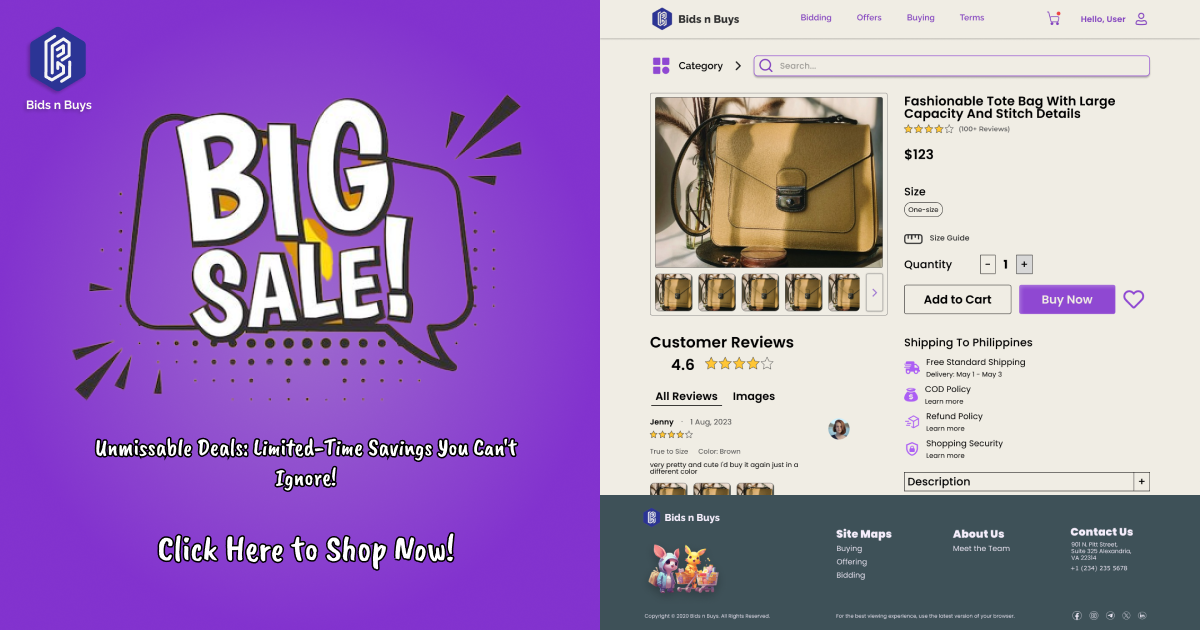 Bids n Buys
BIG
SALE!
Unmissable Deals: Limited-Time Savings You Can't
Ignore!
Click Here to Shop Now!
Bids n Buys
Bidding
Offers
Buying
Terms
Hello, User
Category
Search...
Fashionable Tote Bag With Large
Capacity And Stitch Details
(100+ Reviews)
$123
Size
One-size
Size Guide
Quantity - 1 +
Add to Cart
Buy Now
Customer Reviews
4.6
All Reviews
Images
Jenny · 1 Aug, 2023
True to Size Color: Brown
very pretty and cute I'd buy it again just in a
different color
Shipping To Philippines
Free Standard Shipping
Delivery: May 1 - May 3
COD Policy
Learn more
Refund Policy
Learn more
Shopping Security
Learn more
Description +
Bids n Buys
Site Maps
Buying
Offering
Bidding
About Us
Meet the Team
Contact Us
901 N. Pitt Street,
Suite 325 Alexandria,
VA 22314
+1 (234) 235 5678
Copyright © 2020 Bids n Buys. All Rights Reserved.
For the best viewing experience, use the latest version of your browser.